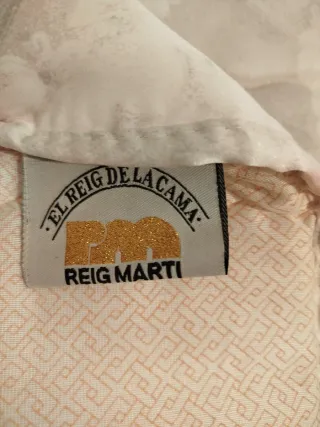 · EL REIG DE LA CAMA ·
rm
REIG MARTI